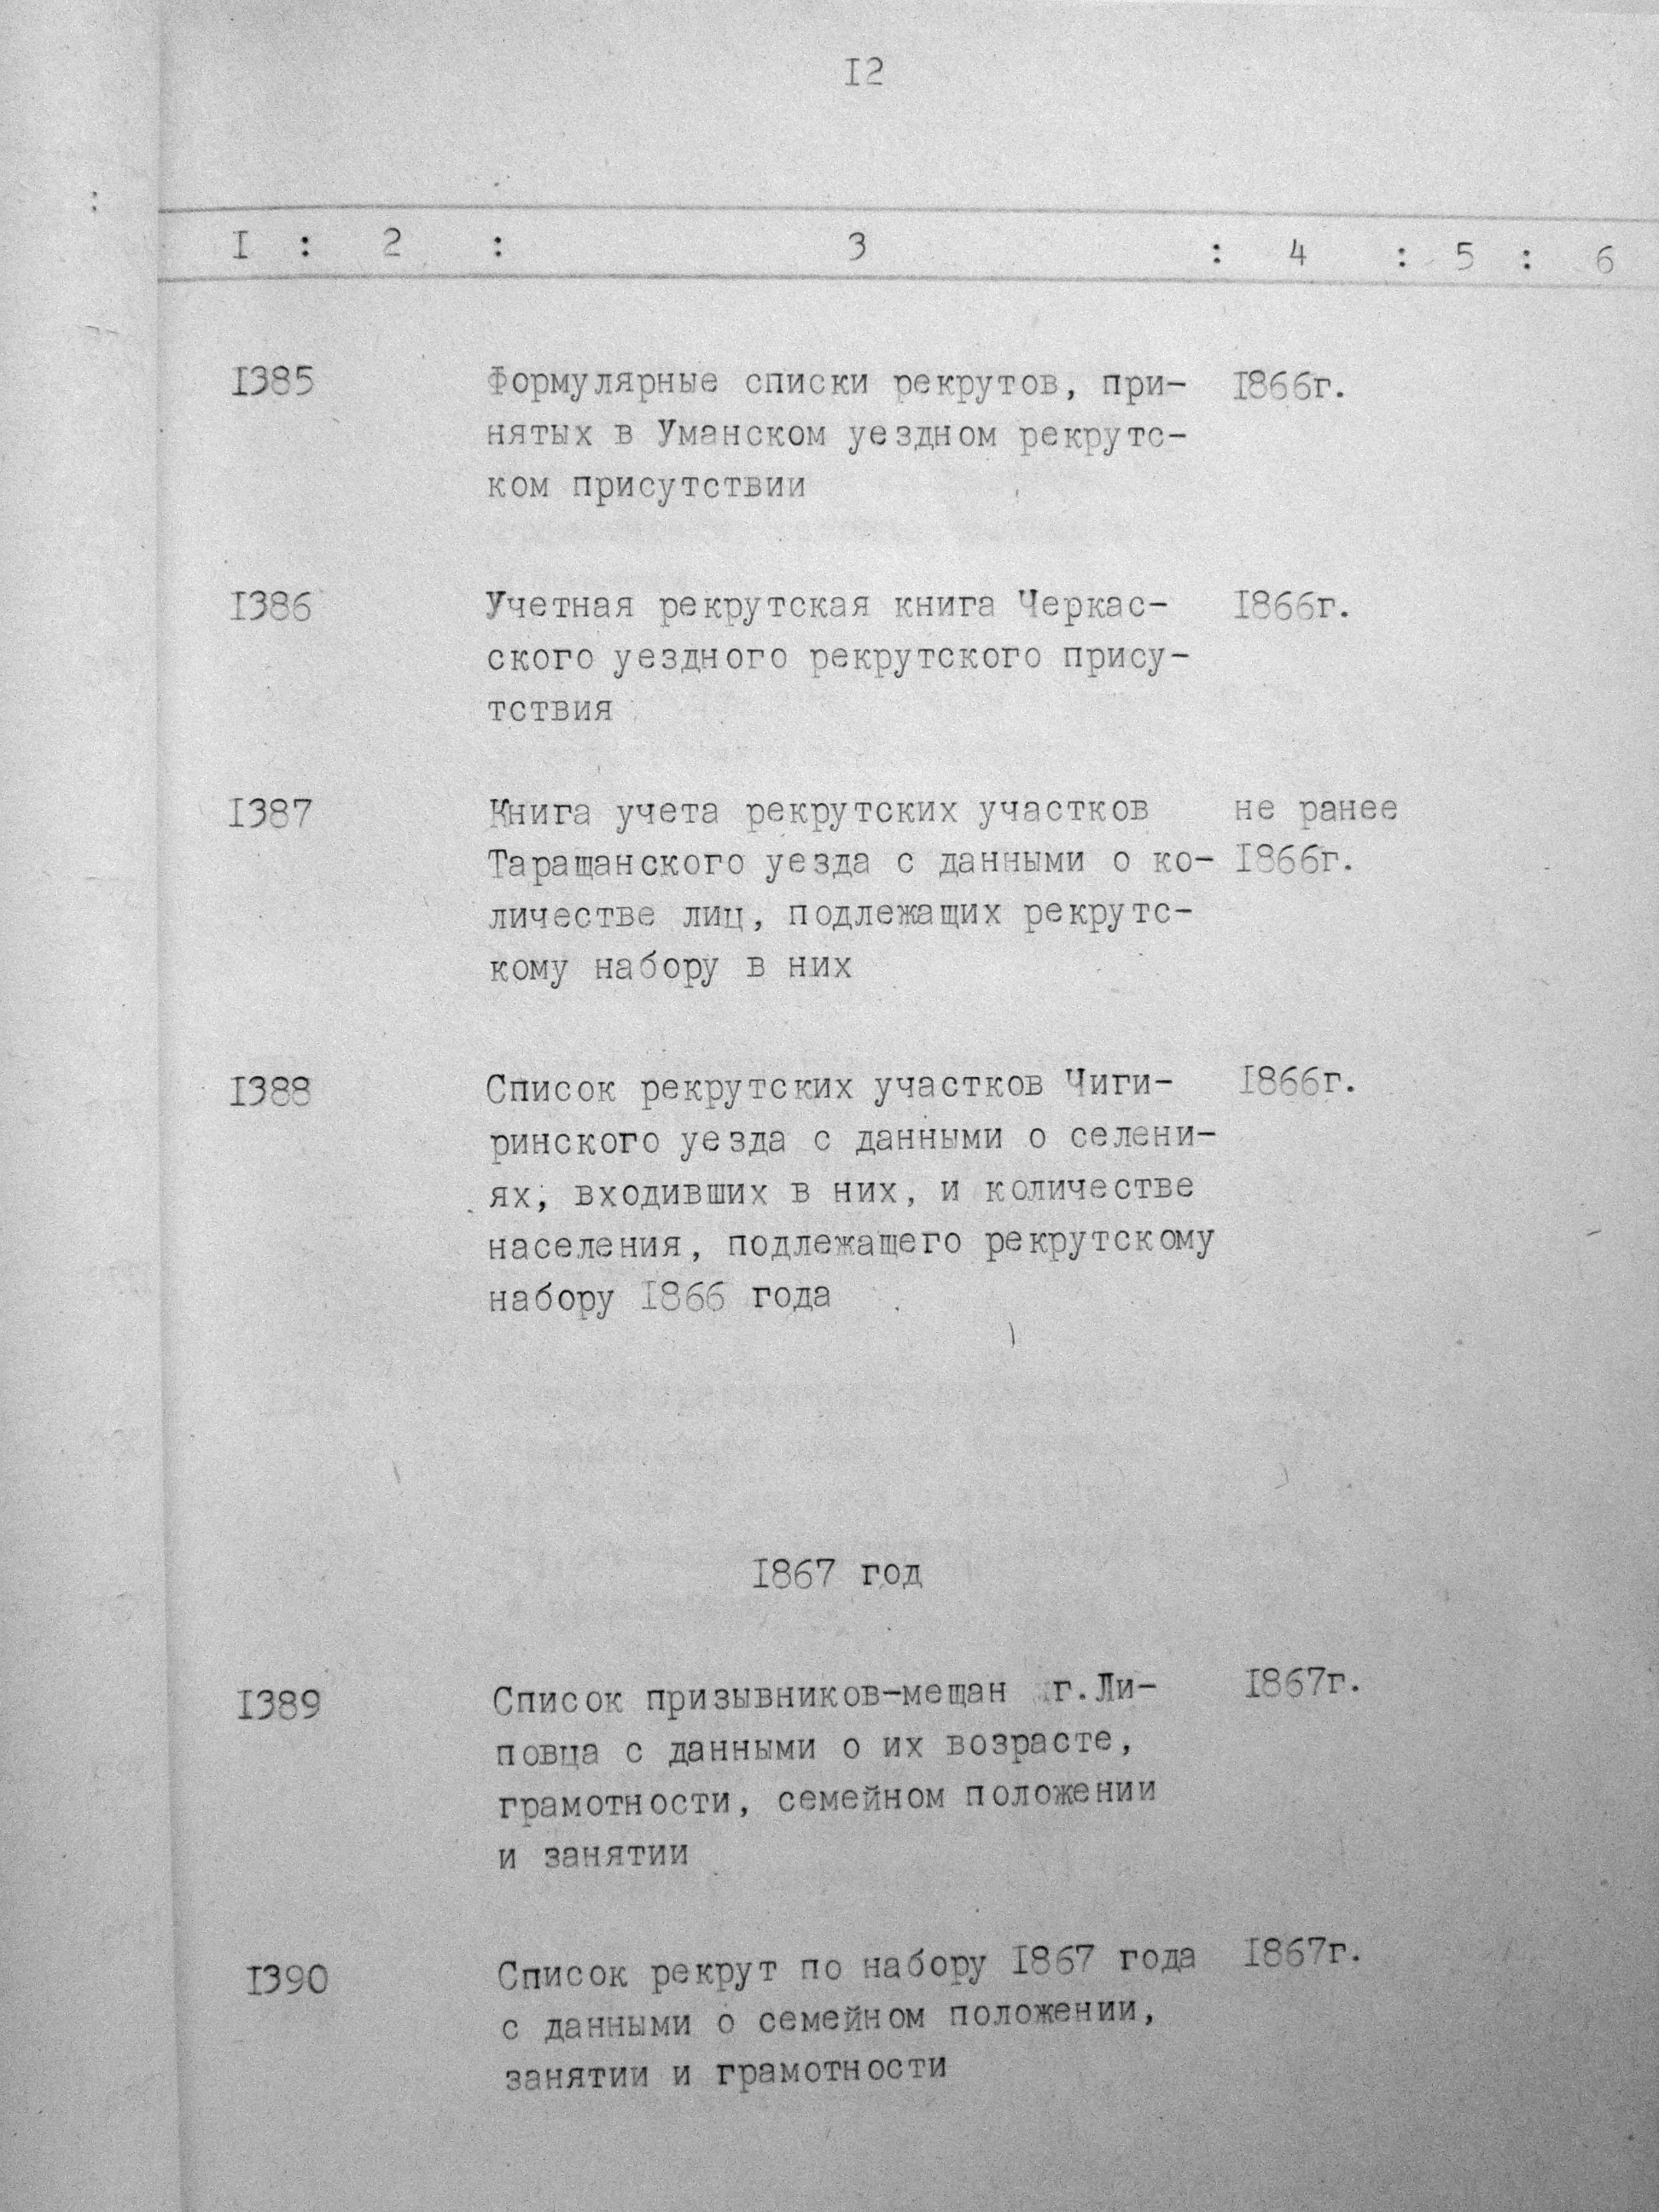 I2
I : 2 : 3 : 4 : 5 : 6
I385 Формулярные списки рекрутов, при- I866г.
нятых в Уманском уездном рекрутс-
ком присутствии
I386 Учетная рекрутская книга Черкас- I866г.
ского уездного рекрутского прису-
тствия
I387 Книга учета рекрутских участков не ранее
Таращанского уезда с данными о ко- I866г.
личестве лиц, подлежащих рекрутс-
кому набору в них
I388 Список рекрутских участков Чиги- I866г.
ринского уезда с данными о селени-
ях, входивших в них, и количестве
населения, подлежащего рекрутскому
набору I866 года
I867 год
I389 Список призывников-мещан г.Ли- I867г.
повца с данными о их возрасте,
грамотности, семейном положении
и занятии
I390 Список рекрут по набору I867 года I867г.
с данными о семейном положении,
занятии и грамотности